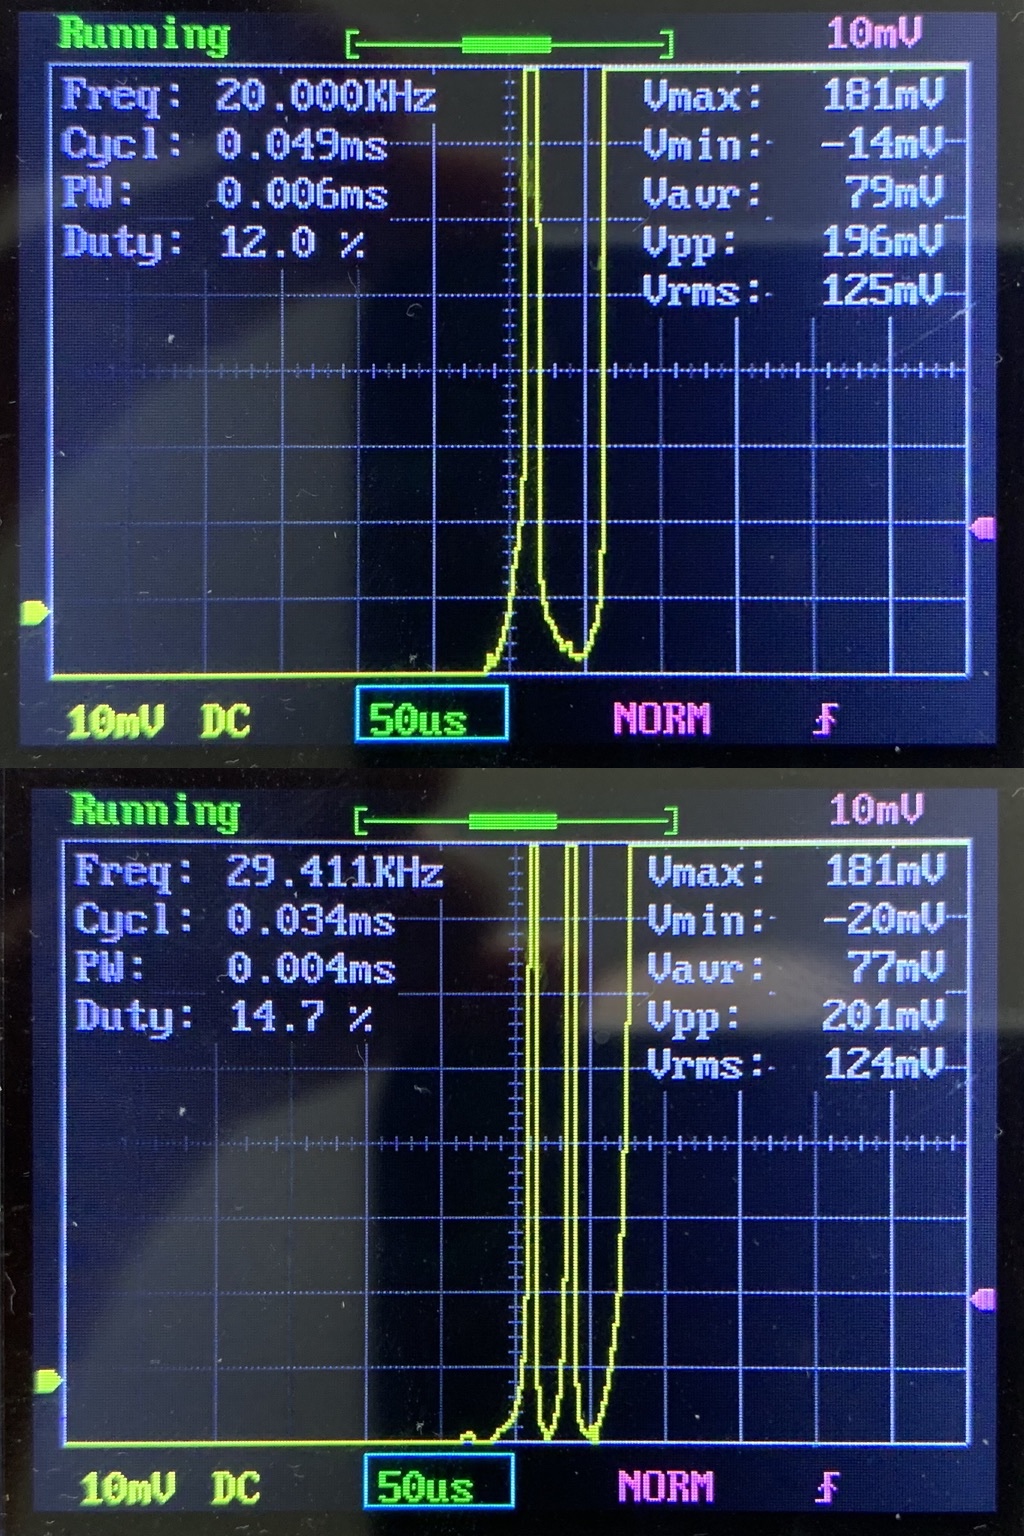 Running 10mV
Freq: 20.000KHz Vmax: 181mV
Cycl: 0.049ms Vmin: -14mV
PW: 0.006ms Vavr: 79mV
Duty: 12.0 % Vpp: 196mV
Vrms: 125mV
10mV DC 50us NORM
Running 10mV
Freq: 29.411KHz Vmax: 181mV
Cycl: 0.034ms Vmin: -20mV
PW: 0.004ms Vavr: 77mV
Duty: 14.7 % Vpp: 201mV
Vrms: 124mV
10mV DC 50us NORM